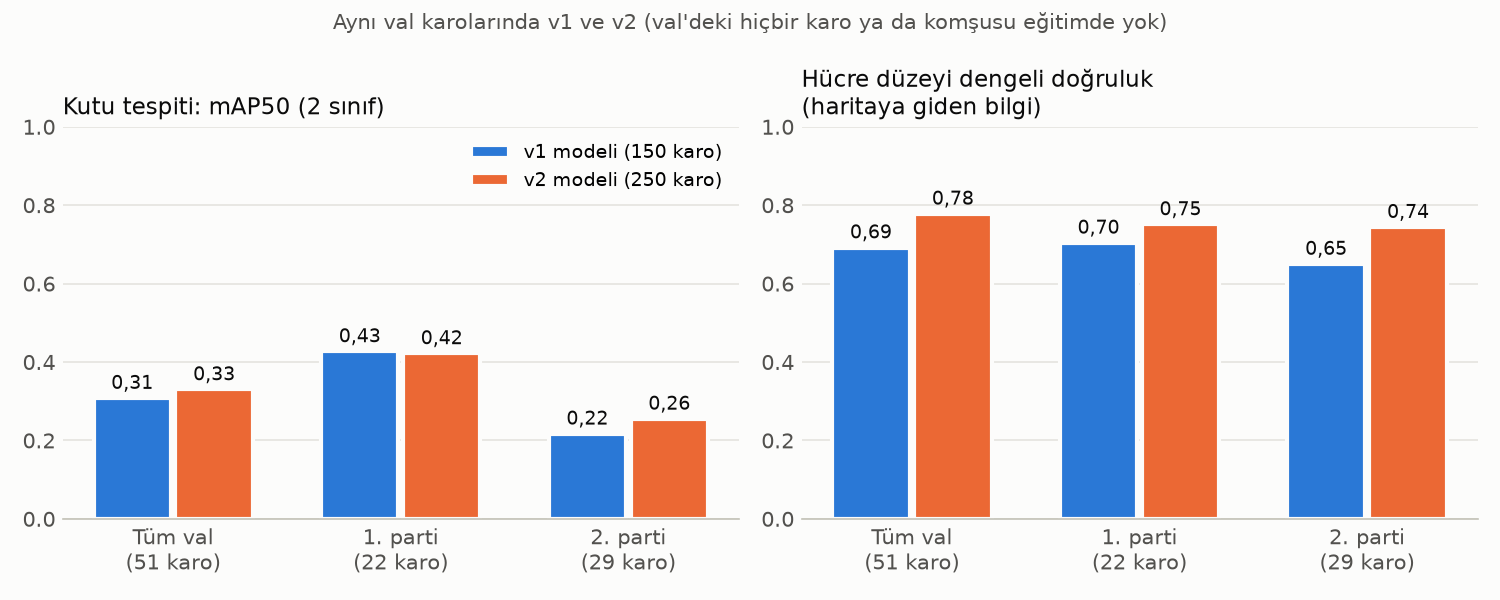 Aynı val karolarında v1 ve v2 (val'deki hiçbir karo ya da komşusu eğitimde yok)
Kutu tespiti: mAP50 (2 sınıf)
1.0
0.8
0.6
0.4
0.2
0.0
v1 modeli (150 karo)
v2 modeli (250 karo)
0,31
0,33
0,43
0,42
0,22
0,26
Tüm val
(51 karo)
1. parti
(22 karo)
2. parti
(29 karo)
Hücre düzeyi dengeli doğruluk
(haritaya giden bilgi)
1.0
0.8
0.6
0.4
0.2
0.0
0,69
0,78
0,70
0,75
0,65
0,74
Tüm val
(51 karo)
1. parti
(22 karo)
2. parti
(29 karo)